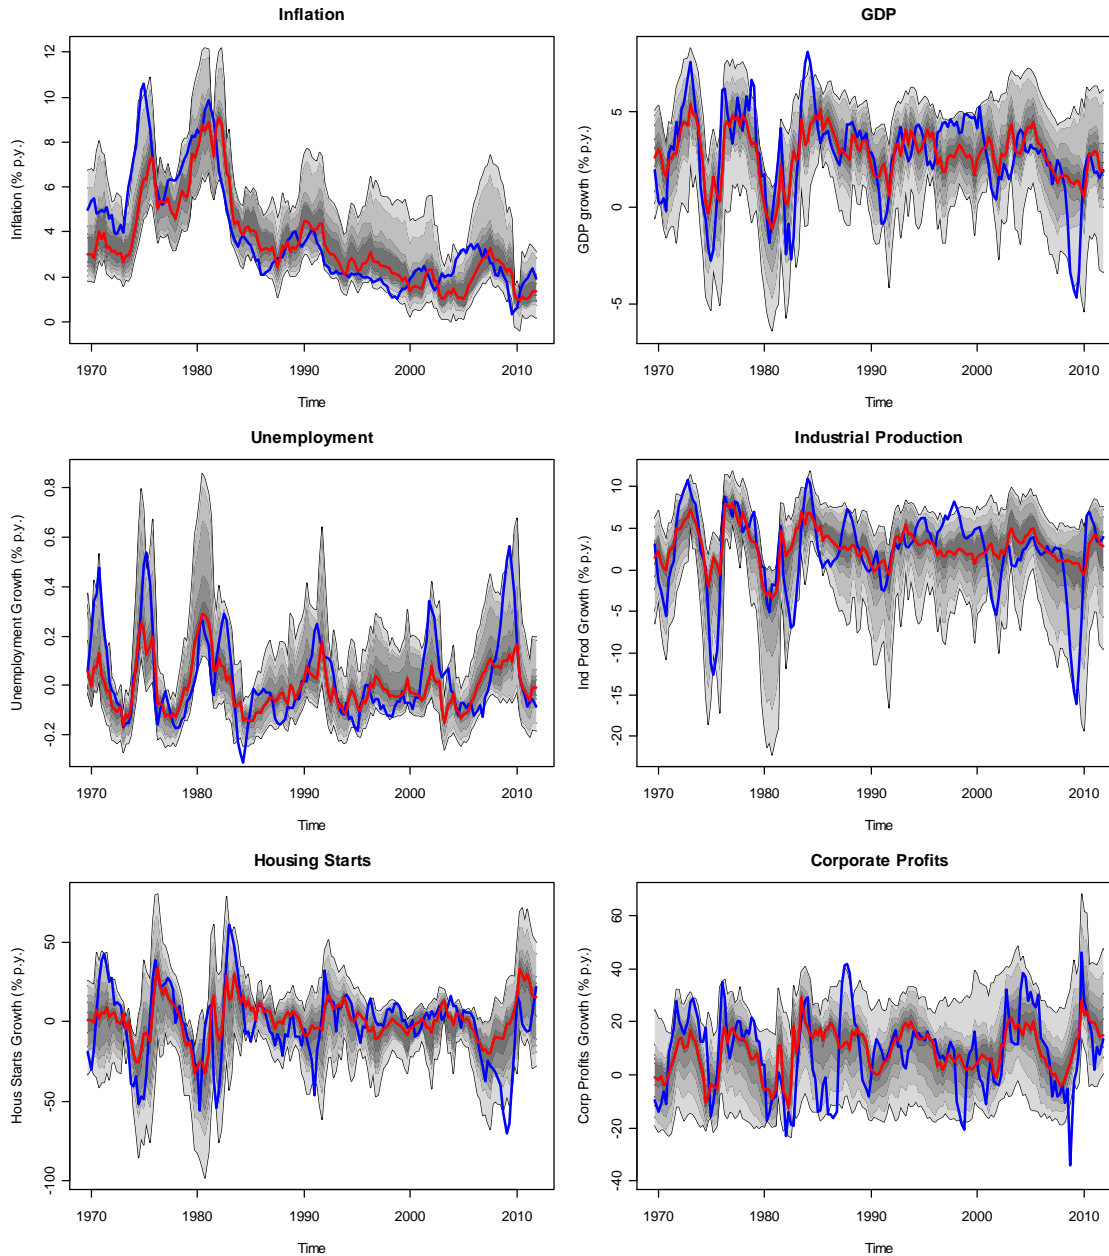 Inflation
Inflation (% p.y.)
12
10
8
6
4
2
0
1970 1980 1990 2000 2010
Time
GDP
GDP growth (% p.y.)
5
0
-5
1970 1980 1990 2000 2010
Time
Unemployment
Unemployment Growth (% p.y.)
0.8
0.6
0.4
0.2
0.0
-0.2
1970 1980 1990 2000 2010
Time
Industrial Production
Ind Prod Growth (% p.y.)
10
5
0
-5
-10
-15
-20
1970 1980 1990 2000 2010
Time
Housing Starts
Hous Starts Growth (% p.y.)
50
0
-50
-100
1970 1980 1990 2000 2010
Time
Corporate Profits
Corp Profits Growth (% p.y.)
60
40
20
0
-20
-40
1970 1980 1990 2000 2010
Time